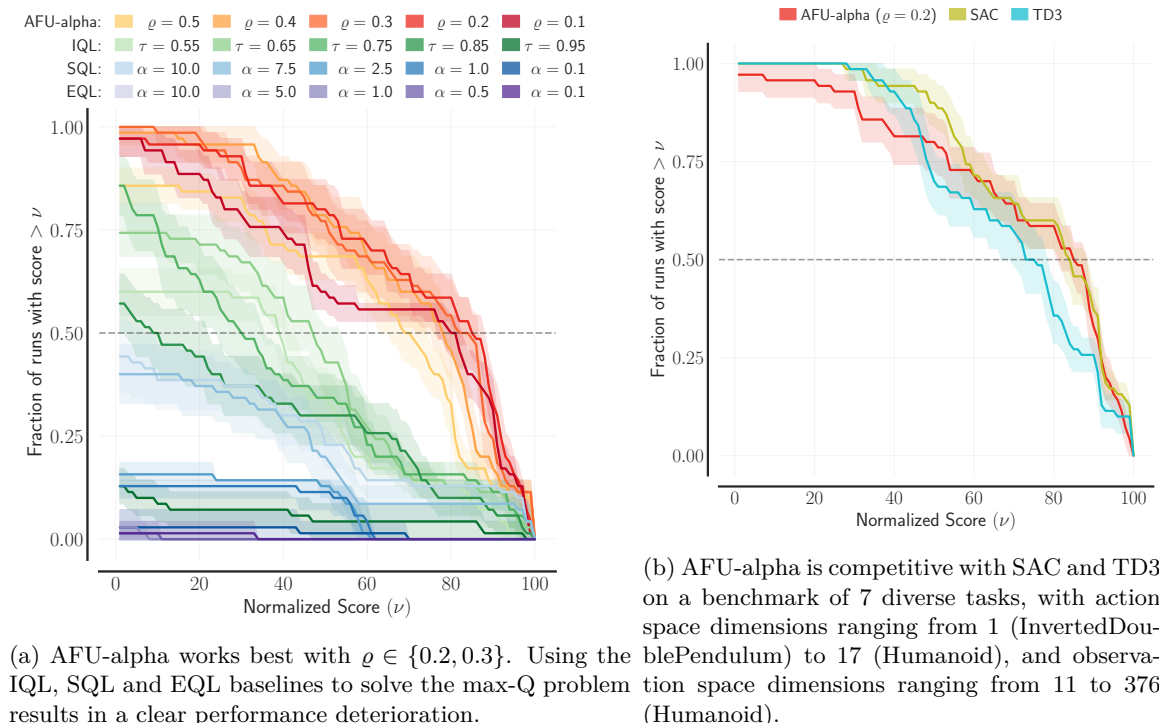 AFU-alpha: ϱ = 0.5 ϱ = 0.4 ϱ = 0.3 ϱ = 0.2 ϱ = 0.1
IQL: τ = 0.55 τ = 0.65 τ = 0.75 τ = 0.85 τ = 0.95
SQL: α = 10.0 α = 7.5 α = 2.5 α = 1.0 α = 0.1
EQL: α = 10.0 α = 5.0 α = 1.0 α = 0.5 α = 0.1
1.00
0.75
0.50
0.25
0.00
Fraction of runs with score > ν
0 20 40 60 80 100
Normalized Score (ν)
(a) AFU-alpha works best with ϱ ∈ {0.2, 0.3}. Using the
IQL, SQL and EQL baselines to solve the max-Q problem
results in a clear performance deterioration.
AFU-alpha (ϱ = 0.2) SAC TD3
1.00
0.75
0.50
0.25
0.00
Fraction of runs with score > ν
0 20 40 60 80 100
Normalized Score (ν)
(b) AFU-alpha is competitive with SAC and TD3
on a benchmark of 7 diverse tasks, with action
space dimensions ranging from 1 (InvertedDou-
blePendulum) to 17 (Humanoid), and observa-
tion space dimensions ranging from 11 to 376
(Humanoid).